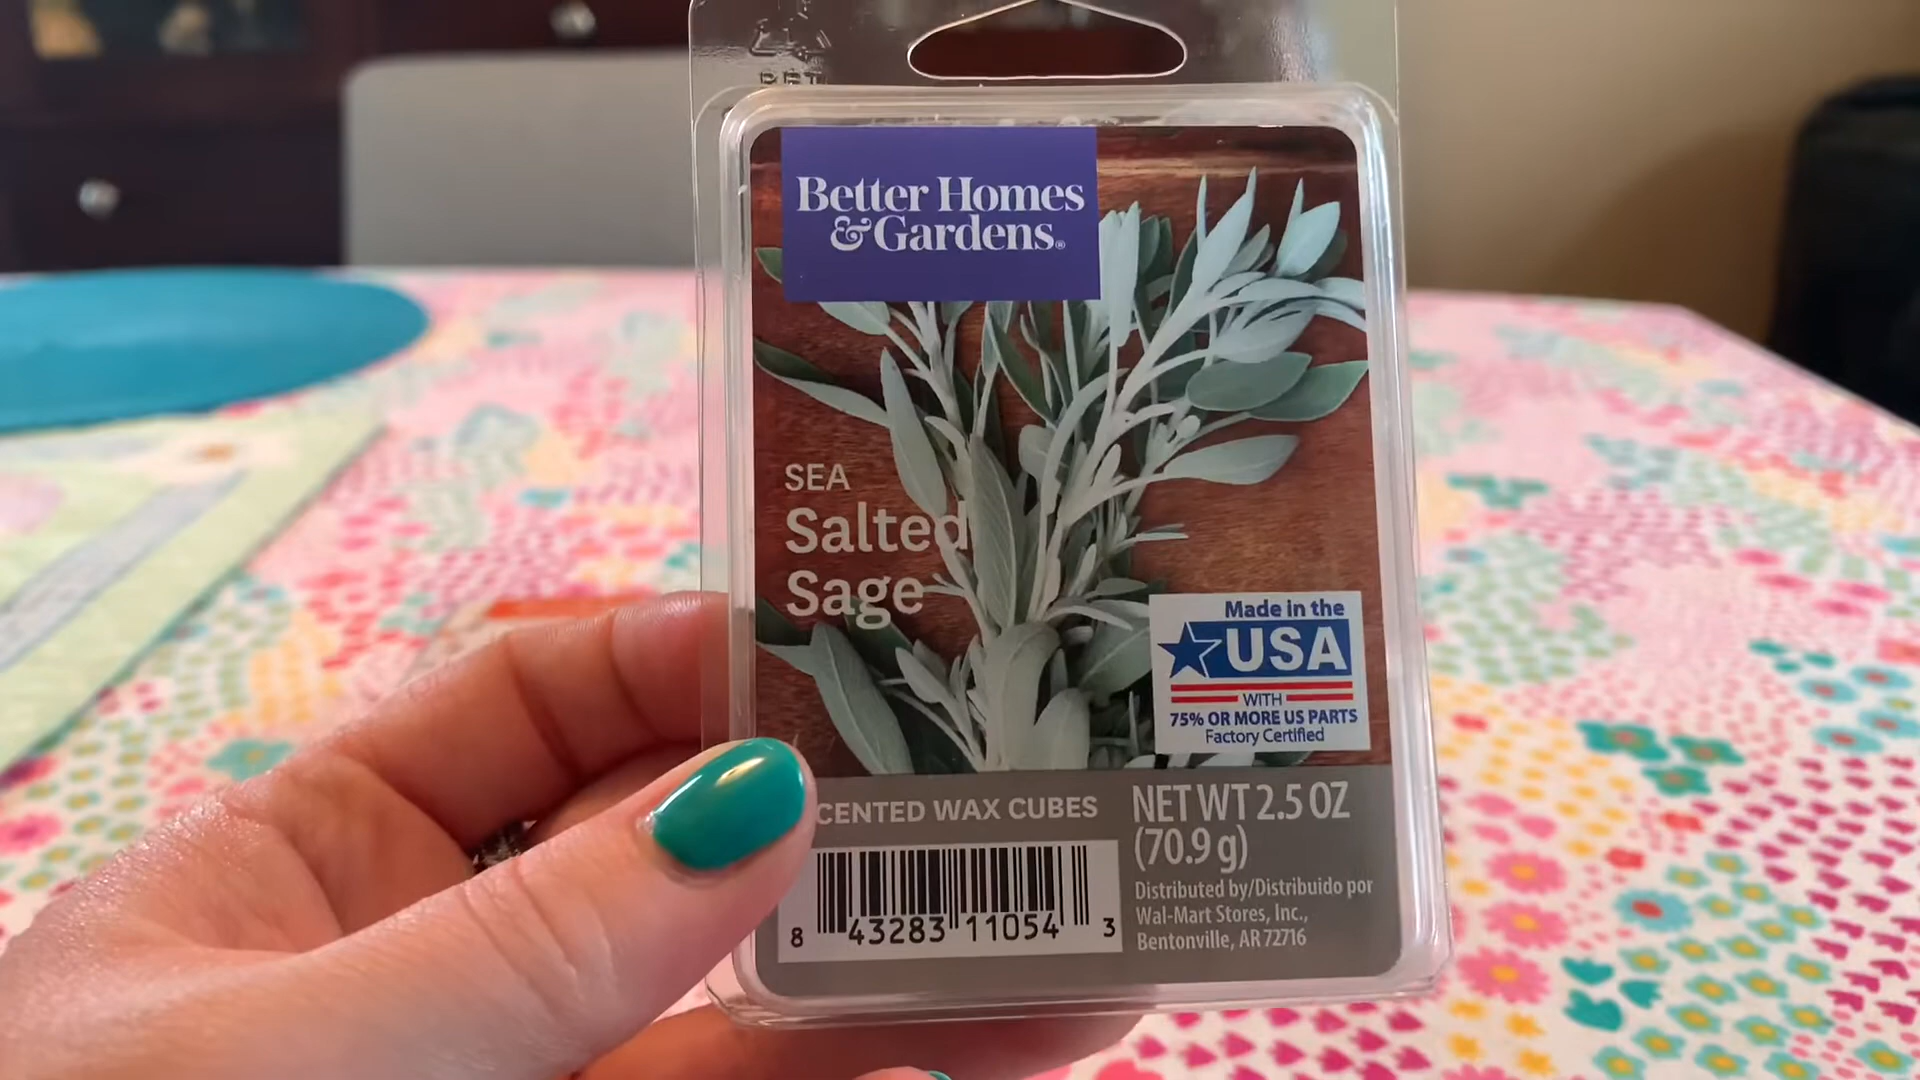 PET
Better Homes
&Gardens®
SEA
Salted
Sage
Made in the
USA
WITH
75% OR MORE US PARTS
Factory Certified
CENTED WAX CUBES
NET WT 2.5 OZ
(70.9 g)
8 43283 11054 3
Distributed by/Distribuido por
Wal-Mart Stores, Inc.,
Bentonville, AR 72716